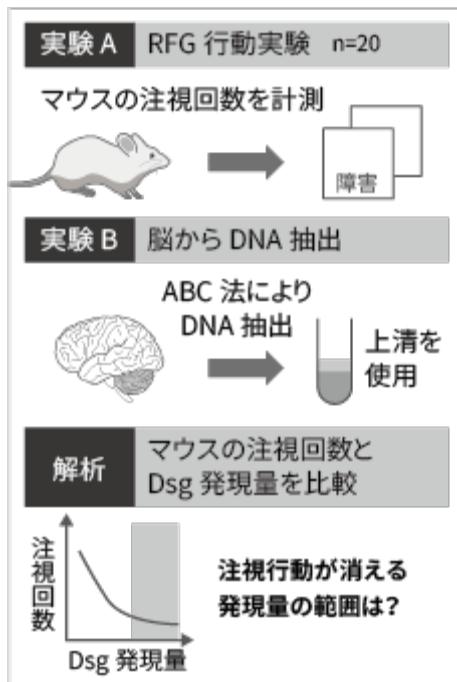 実験 A RFG 行動実験 n=20
マウスの注視回数を計測
障害
実験 B 脳から DNA 抽出
ABC 法により
DNA 抽出
上清を
使用
解析
マウスの注視回数と
Dsg 発現量を比較
注視回数
Dsg 発現量
注視行動が消える
発現量の範囲は?